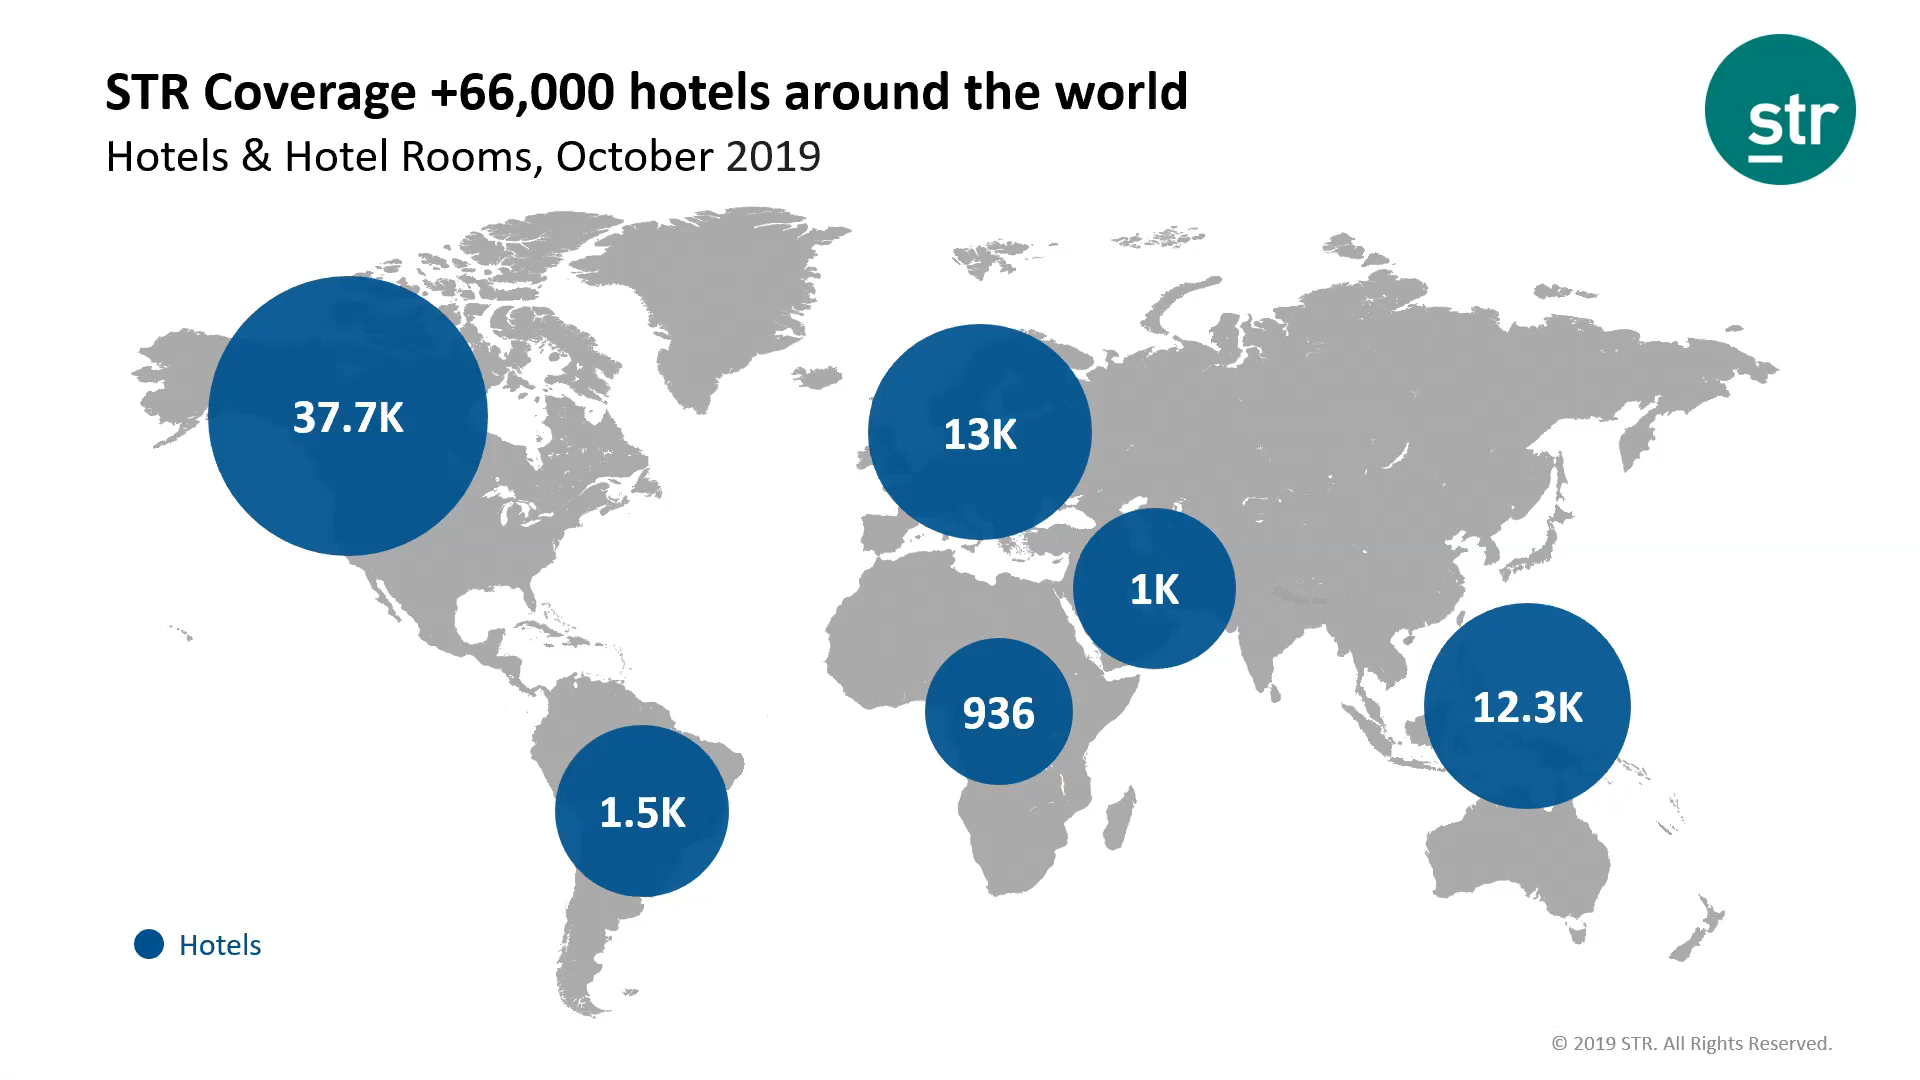 STR Coverage +66,000 hotels around the world
Hotels & Hotel Rooms, October 2019
str
37.7K
13K
1K
936
12.3K
1.5K
Hotels
© 2019 STR. All Rights Reserved.